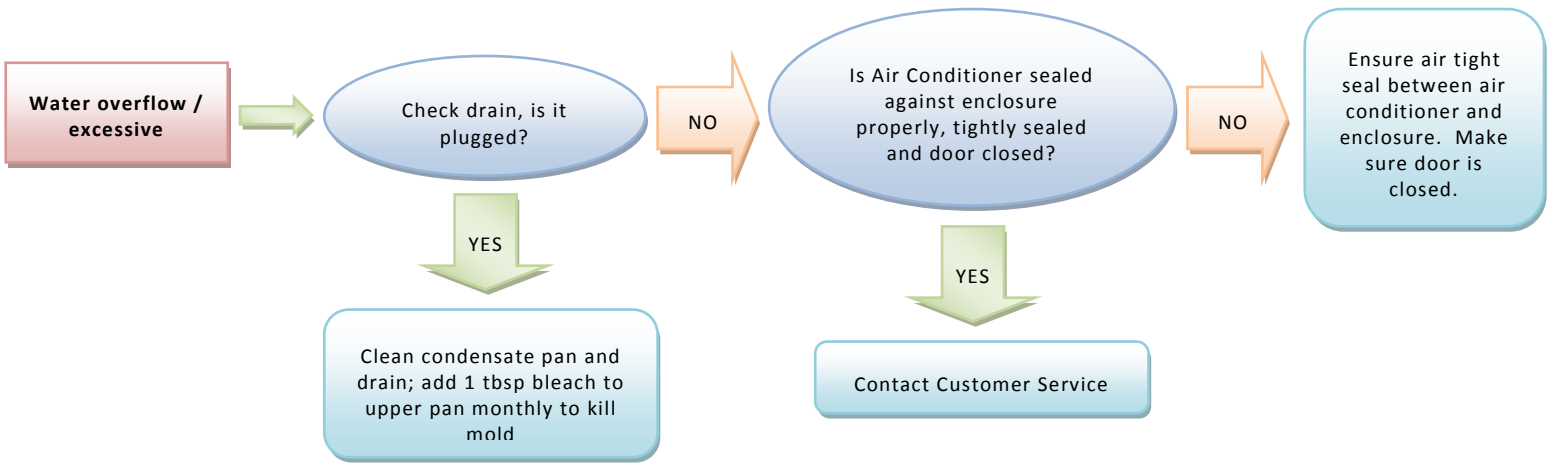 Water overflow /
excessive
Check drain, is it
plugged?
NO
Is Air Conditioner sealed
against enclosure
properly, tightly sealed
and door closed?
NO
Ensure air tight
seal between air
conditioner and
enclosure.  Make
sure door is
closed.
YES
YES
Clean condensate pan and
drain; add 1 tbsp bleach to
upper pan monthly to kill
mold
Contact Customer Service